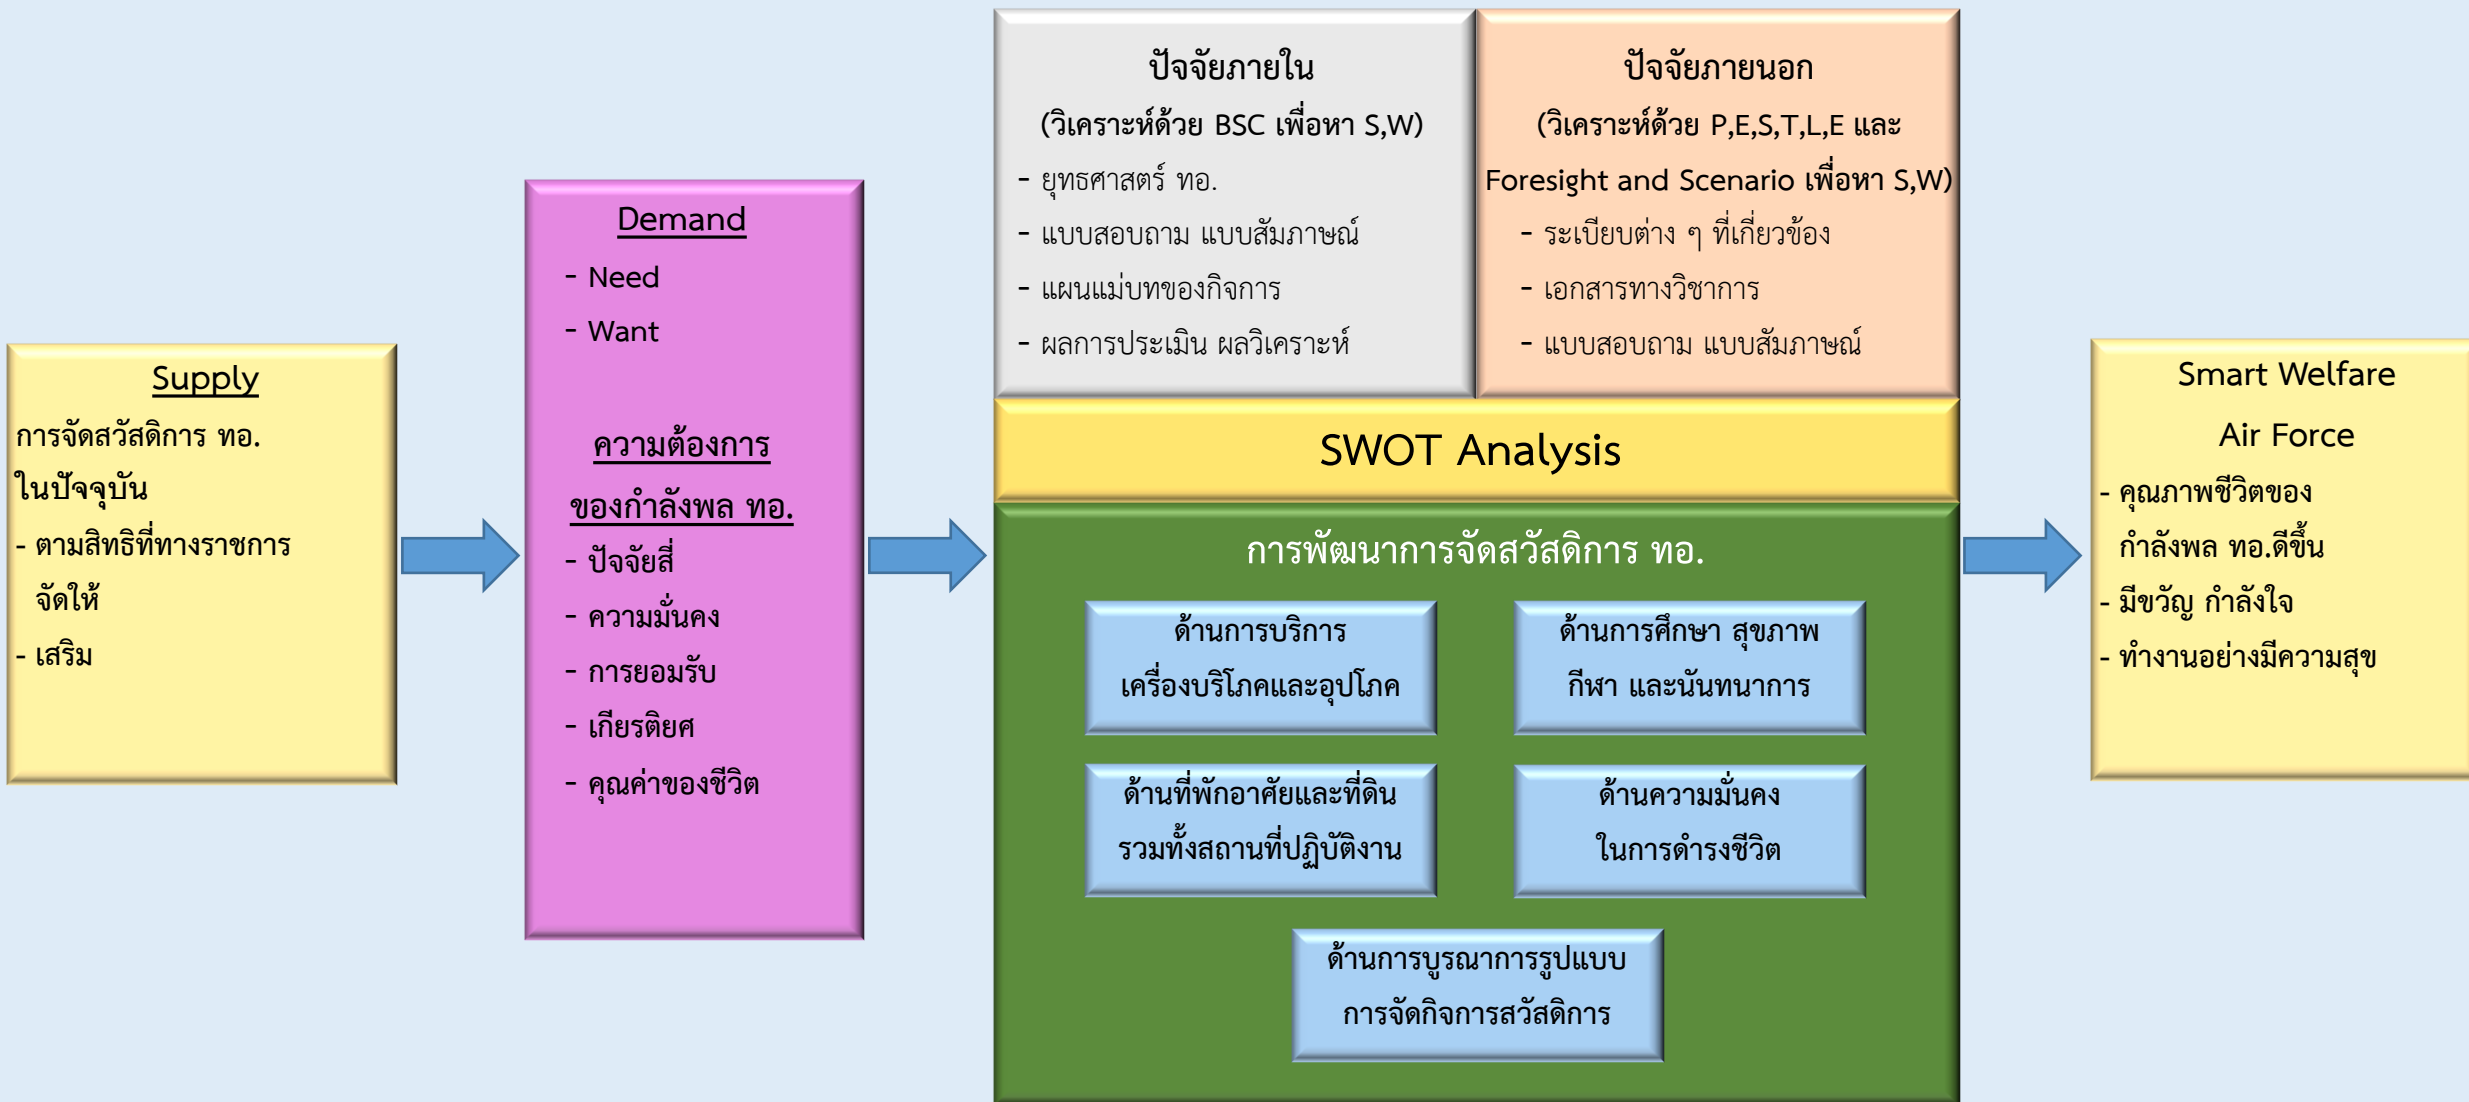 Supply
การจัดสวัสดิการ ทอ.
ในปัจจุบัน
- ตามสิทธิที่ทางราชการ
จัดให้
- เสริม
Demand
- Need
- Want
ความต้องการ
ของกำลังพล ทอ.
- ปัจจัยสี่
- ความมั่นคง
- การยอมรับ
- เกียรติยศ
- คุณค่าของชีวิต
ปัจจัยภายใน
(วิเคราะห์ด้วย BSC เพื่อหา S,W)
- ยุทธศาสตร์ ทอ.
- แบบสอบถาม แบบสัมภาษณ์
- แผนแม่บทของกิจการ
- ผลการประเมิน ผลวิเคราะห์
ปัจจัยภายนอก
(วิเคราะห์ด้วย P,E,S,T,L,E และ
Foresight and Scenario เพื่อหา S,W)
- ระเบียบต่าง ๆ ที่เกี่ยวข้อง
- เอกสารทางวิชาการ
- แบบสอบถาม แบบสัมภาษณ์
SWOT Analysis
การพัฒนาการจัดสวัสดิการ ทอ.
ด้านการบริการ
เครื่องบริโภคและอุปโภค
ด้านการศึกษา สุขภาพ
กีฬา และนันทนาการ
ด้านที่พักอาศัยและที่ดิน
รวมทั้งสถานที่ปฏิบัติงาน
ด้านความมั่นคง
ในการดำรงชีวิต
ด้านการบูรณาการรูปแบบ
การจัดกิจการสวัสดิการ
Smart Welfare
Air Force
- คุณภาพชีวิตของ
กำลังพล ทอ.ดีขึ้น
- มีขวัญ กำลังใจ
- ทำงานอย่างมีความสุข